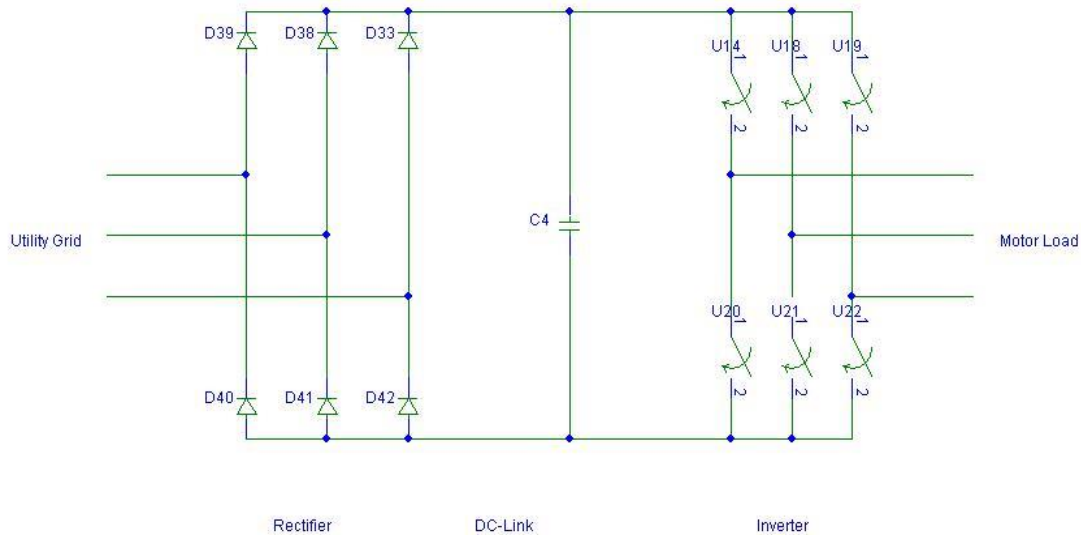 D39 D38 D33 U14 1 U18 1 U19 1
2 2 2
C4
Utility Grid Motor Load
U20 1 U21 1 U22 1
D40 D41 D42 2 2 2
Rectifier DC-Link Inverter